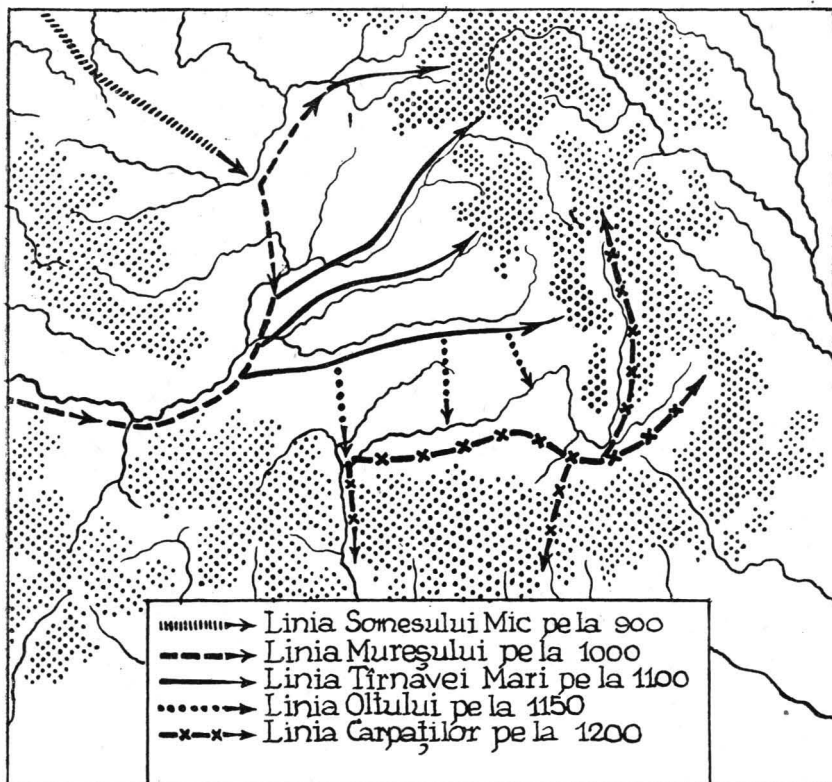 Linia Somesului Mic pe la 900
Linia Mureşului pe la 1000
Linia Tîrnavei Mari pe la 1100
Linia Oltului pe la 1150
Linia Carpaţilor pe la 1200